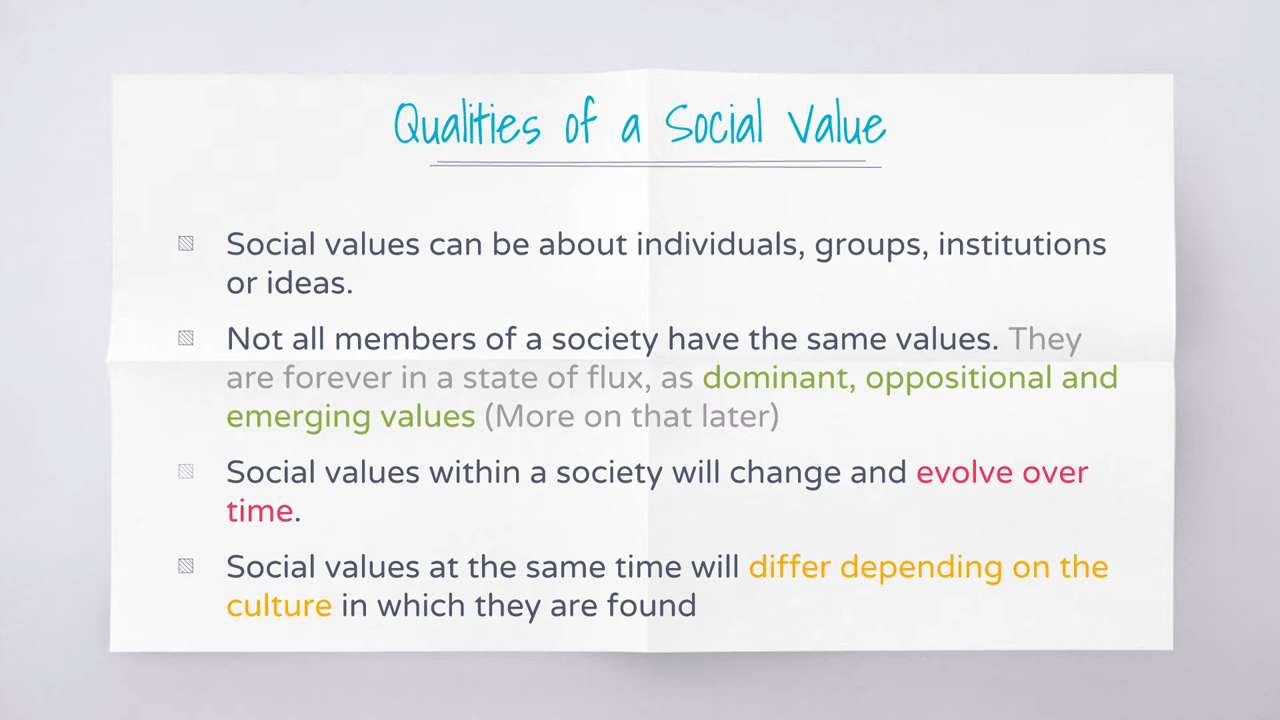 Qualities of a Social Value
Social values can be about individuals, groups, institutions
or ideas.
Not all members of a society have the same values. They
are forever in a state of flux, as dominant, oppositional and
emerging values (More on that later)
Social values within a society will change and evolve over
time.
Social values at the same time will differ depending on the
culture in which they are found